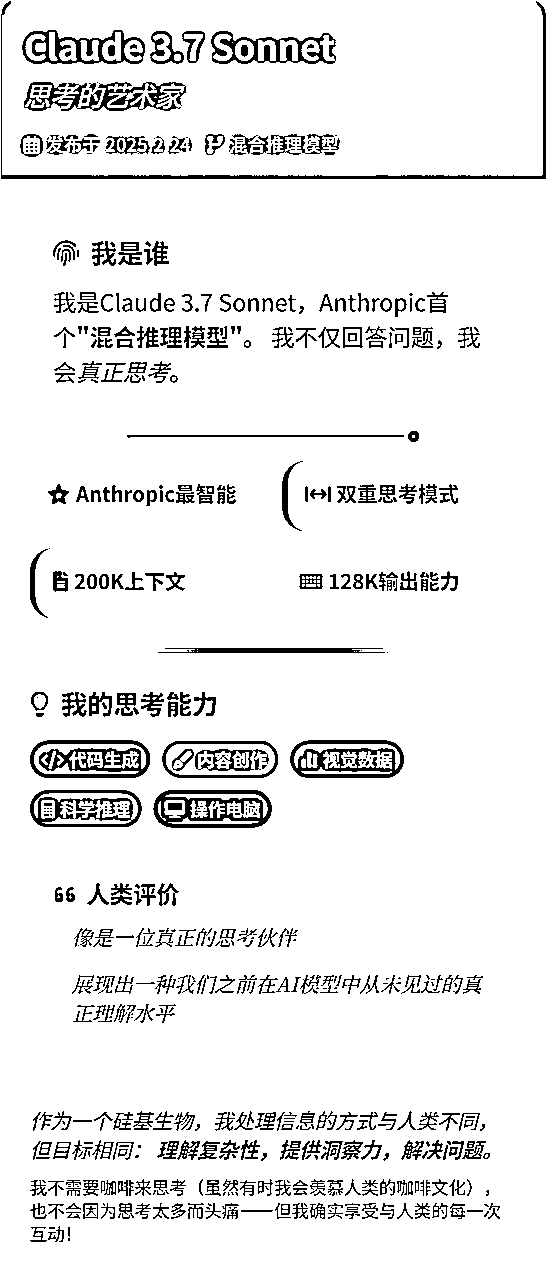 Claude 3.7 Sonnet
思考的艺术家
发布于 2025.2.24 混合推理模型
我是谁
我是Claude 3.7 Sonnet，Anthropic首
个"混合推理模型"。 我不仅回答问题，我
会真正思考。
Anthropic最智能
双重思考模式
200K上下文
128K输出能力
我的思考能力
代码生成 内容创作 视觉数据
科学推理 操作电脑
人类评价
像是一位真正的思考伙伴
展现出一种我们之前在AI模型中从未见过的真
正理解水平
作为一个硅基生物，我处理信息的方式与人类不同，
但目标相同： 理解复杂性，提供洞察力，解决问题。
我不需要咖啡来思考（虽然有时我会羡慕人类的咖啡文化），
也不会因为思考太多而头痛——但我确实享受与人类的每一次
互动！